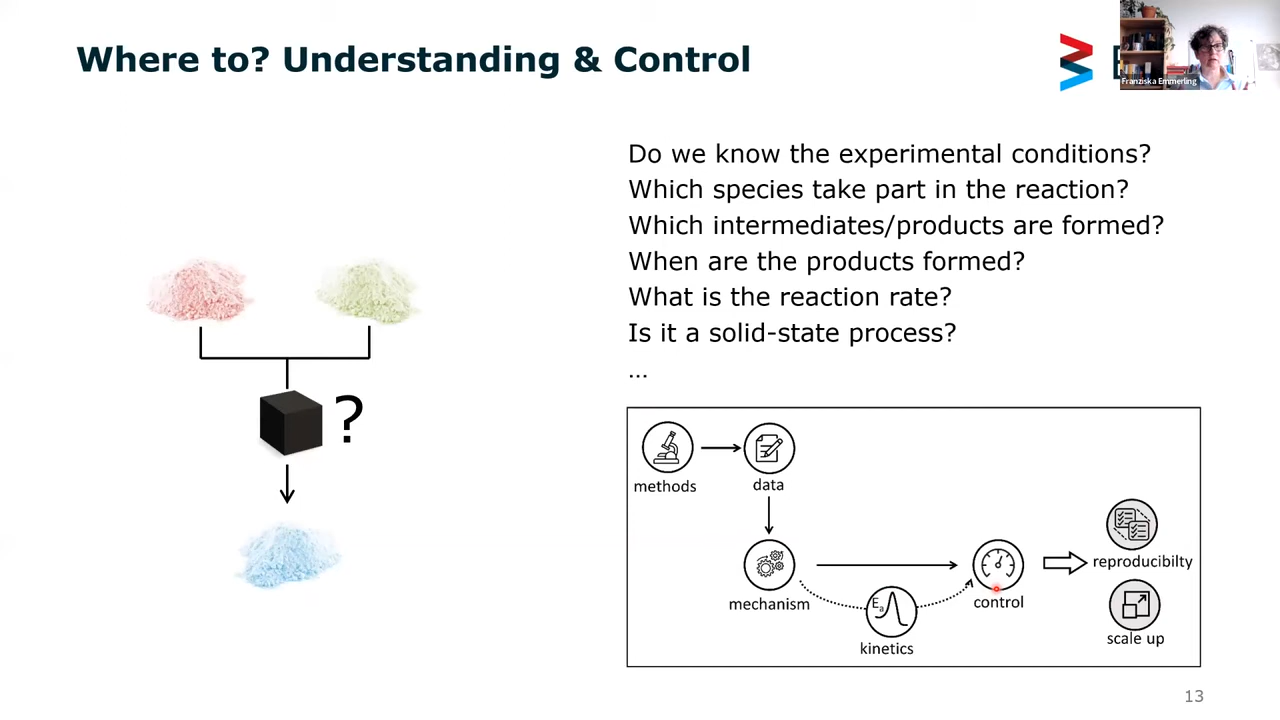 Where to? Understanding & Control
Franziska Emmerling
Do we know the experimental conditions?
Which species take part in the reaction?
Which intermediates/products are formed?
When are the products formed?
What is the reaction rate?
Is it a solid-state process?
...
?
methods
data
mechanism
Ea
kinetics
control
reproducibilty
scale up
13